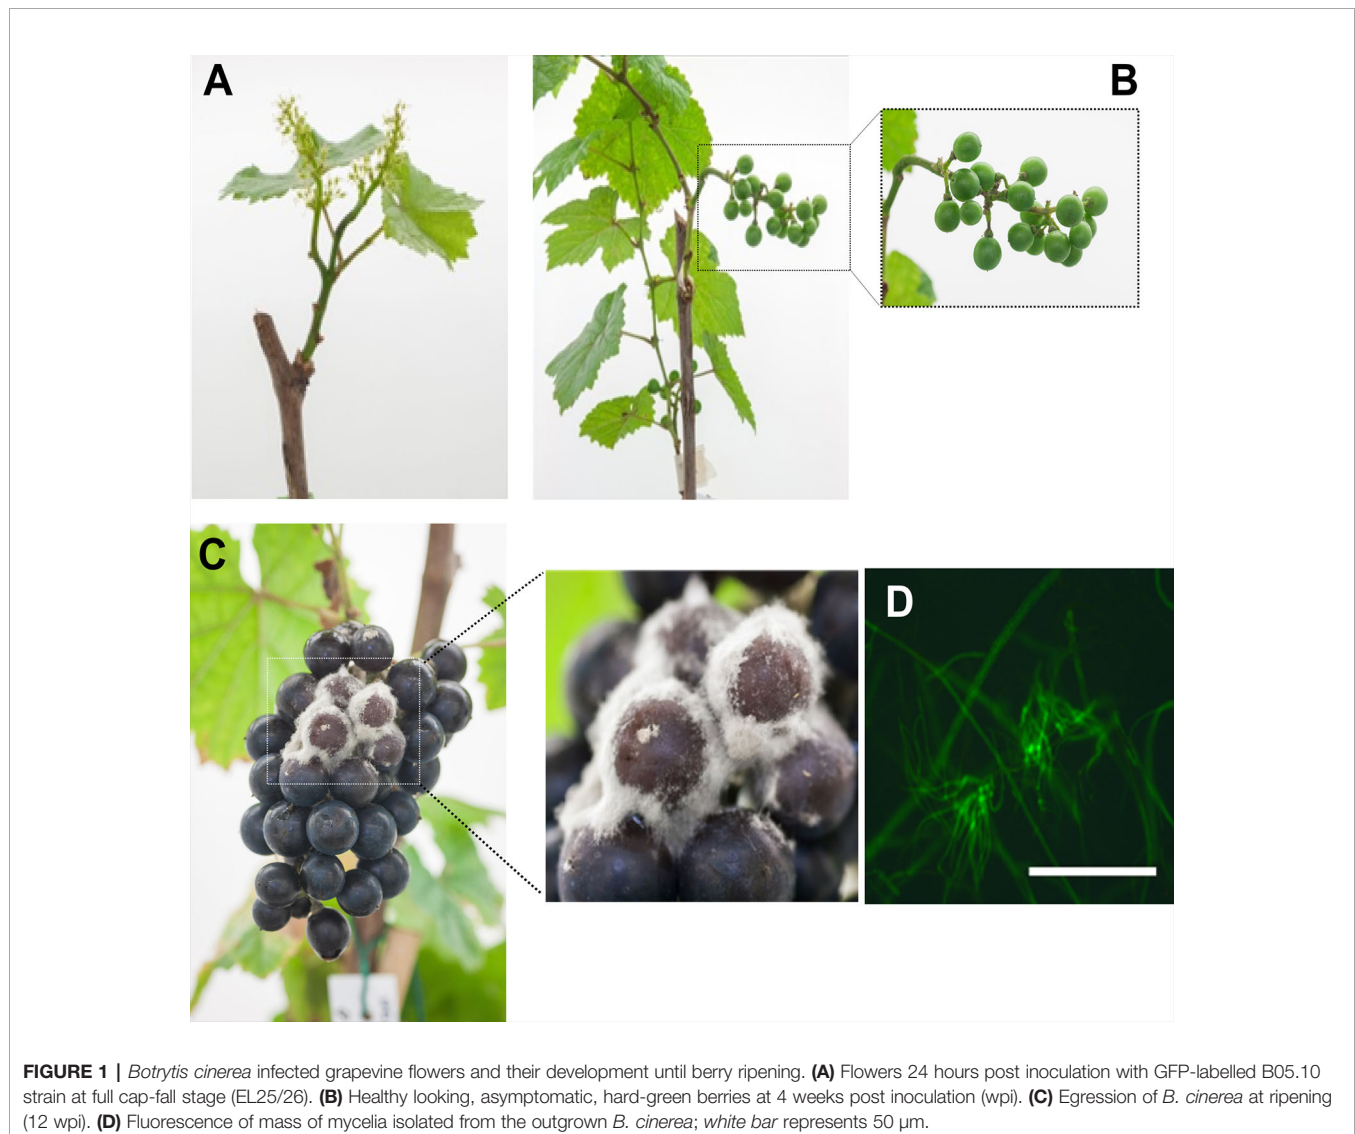 A
B
C
D
FIGURE 1 | Botrytis cinerea infected grapevine flowers and their development until berry ripening. (A) Flowers 24 hours post inoculation with GFP-labelled B05.10
strain at full cap-fall stage (EL25/26). (B) Healthy looking, asymptomatic, hard-green berries at 4 weeks post inoculation (wpi). (C) Egression of B. cinerea at ripening
(12 wpi). (D) Fluorescence of mass of mycelia isolated from the outgrown B. cinerea; white bar represents 50 µm.